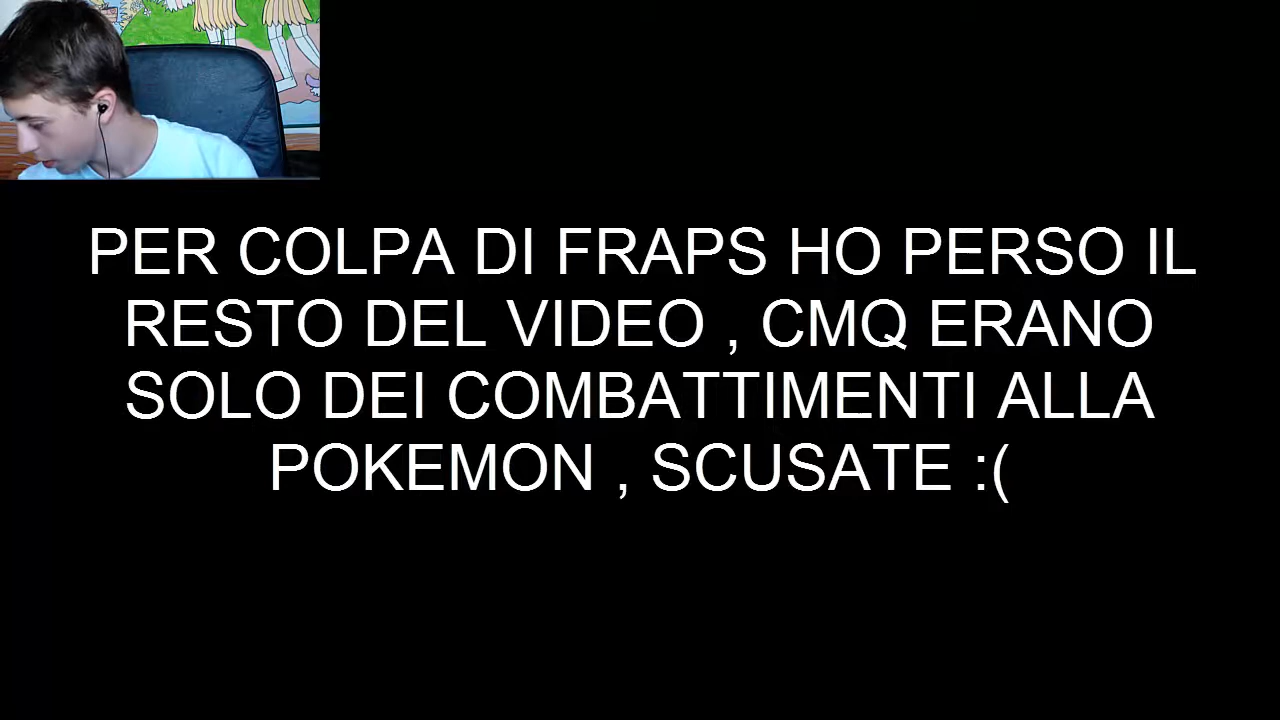 PER COLPA DI FRAPS HO PERSO IL
RESTO DEL VIDEO , CMQ ERANO
SOLO DEI COMBATTIMENTI ALLA
POKEMON , SCUSATE :(